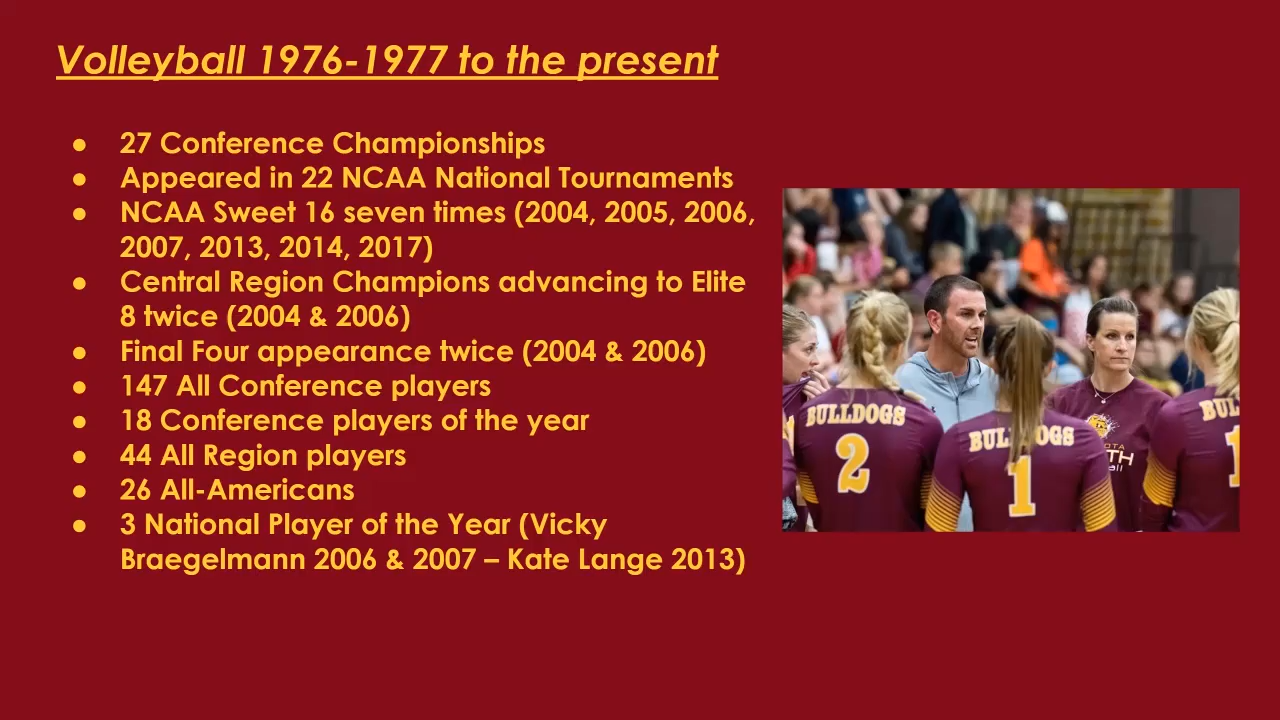 Volleyball 1976-1977 to the present
● 27 Conference Championships
● Appeared in 22 NCAA National Tournaments
● NCAA Sweet 16 seven times (2004, 2005, 2006,
2007, 2013, 2014, 2017)
● Central Region Champions advancing to Elite
8 twice (2004 & 2006)
● Final Four appearance twice (2004 & 2006)
● 147 All Conference players
● 18 Conference players of the year
● 44 All Region players
● 26 All-Americans
● 3 National Player of the Year (Vicky
Braegelmann 2006 & 2007 – Kate Lange 2013)
BULLDOGS
2
1